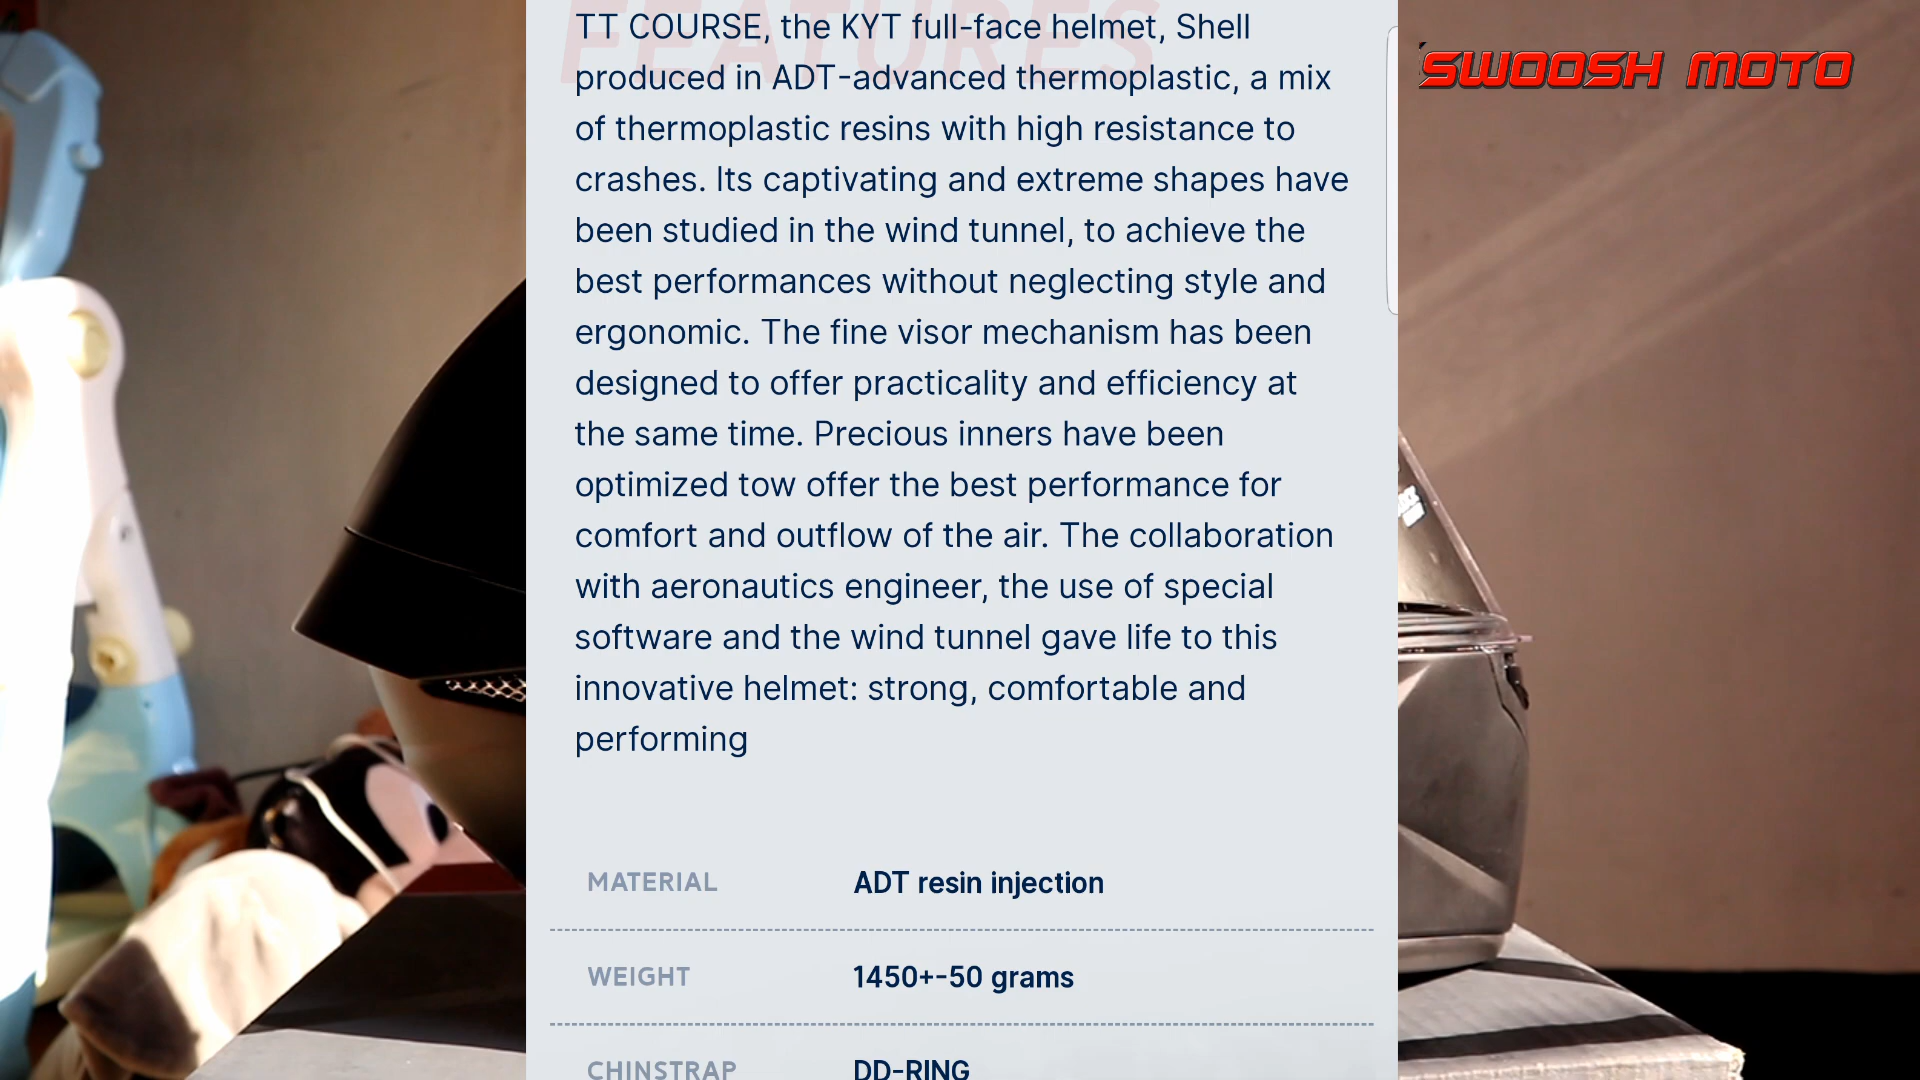 FEATURES
TT COURSE, the KYT full-face helmet, Shell
produced in ADT-advanced thermoplastic, a mix
of thermoplastic resins with high resistance to
crashes. Its captivating and extreme shapes have
been studied in the wind tunnel, to achieve the
best performances without neglecting style and
ergonomic. The fine visor mechanism has been
designed to offer practicality and efficiency at
the same time. Precious inners have been
optimized tow offer the best performance for
comfort and outflow of the air. The collaboration
with aeronautics engineer, the use of special
software and the wind tunnel gave life to this
innovative helmet: strong, comfortable and
performing
MATERIAL ADT resin injection
WEIGHT 1450+-50 grams
CHINSTRAP DD-RING
SWOOSH MOTO